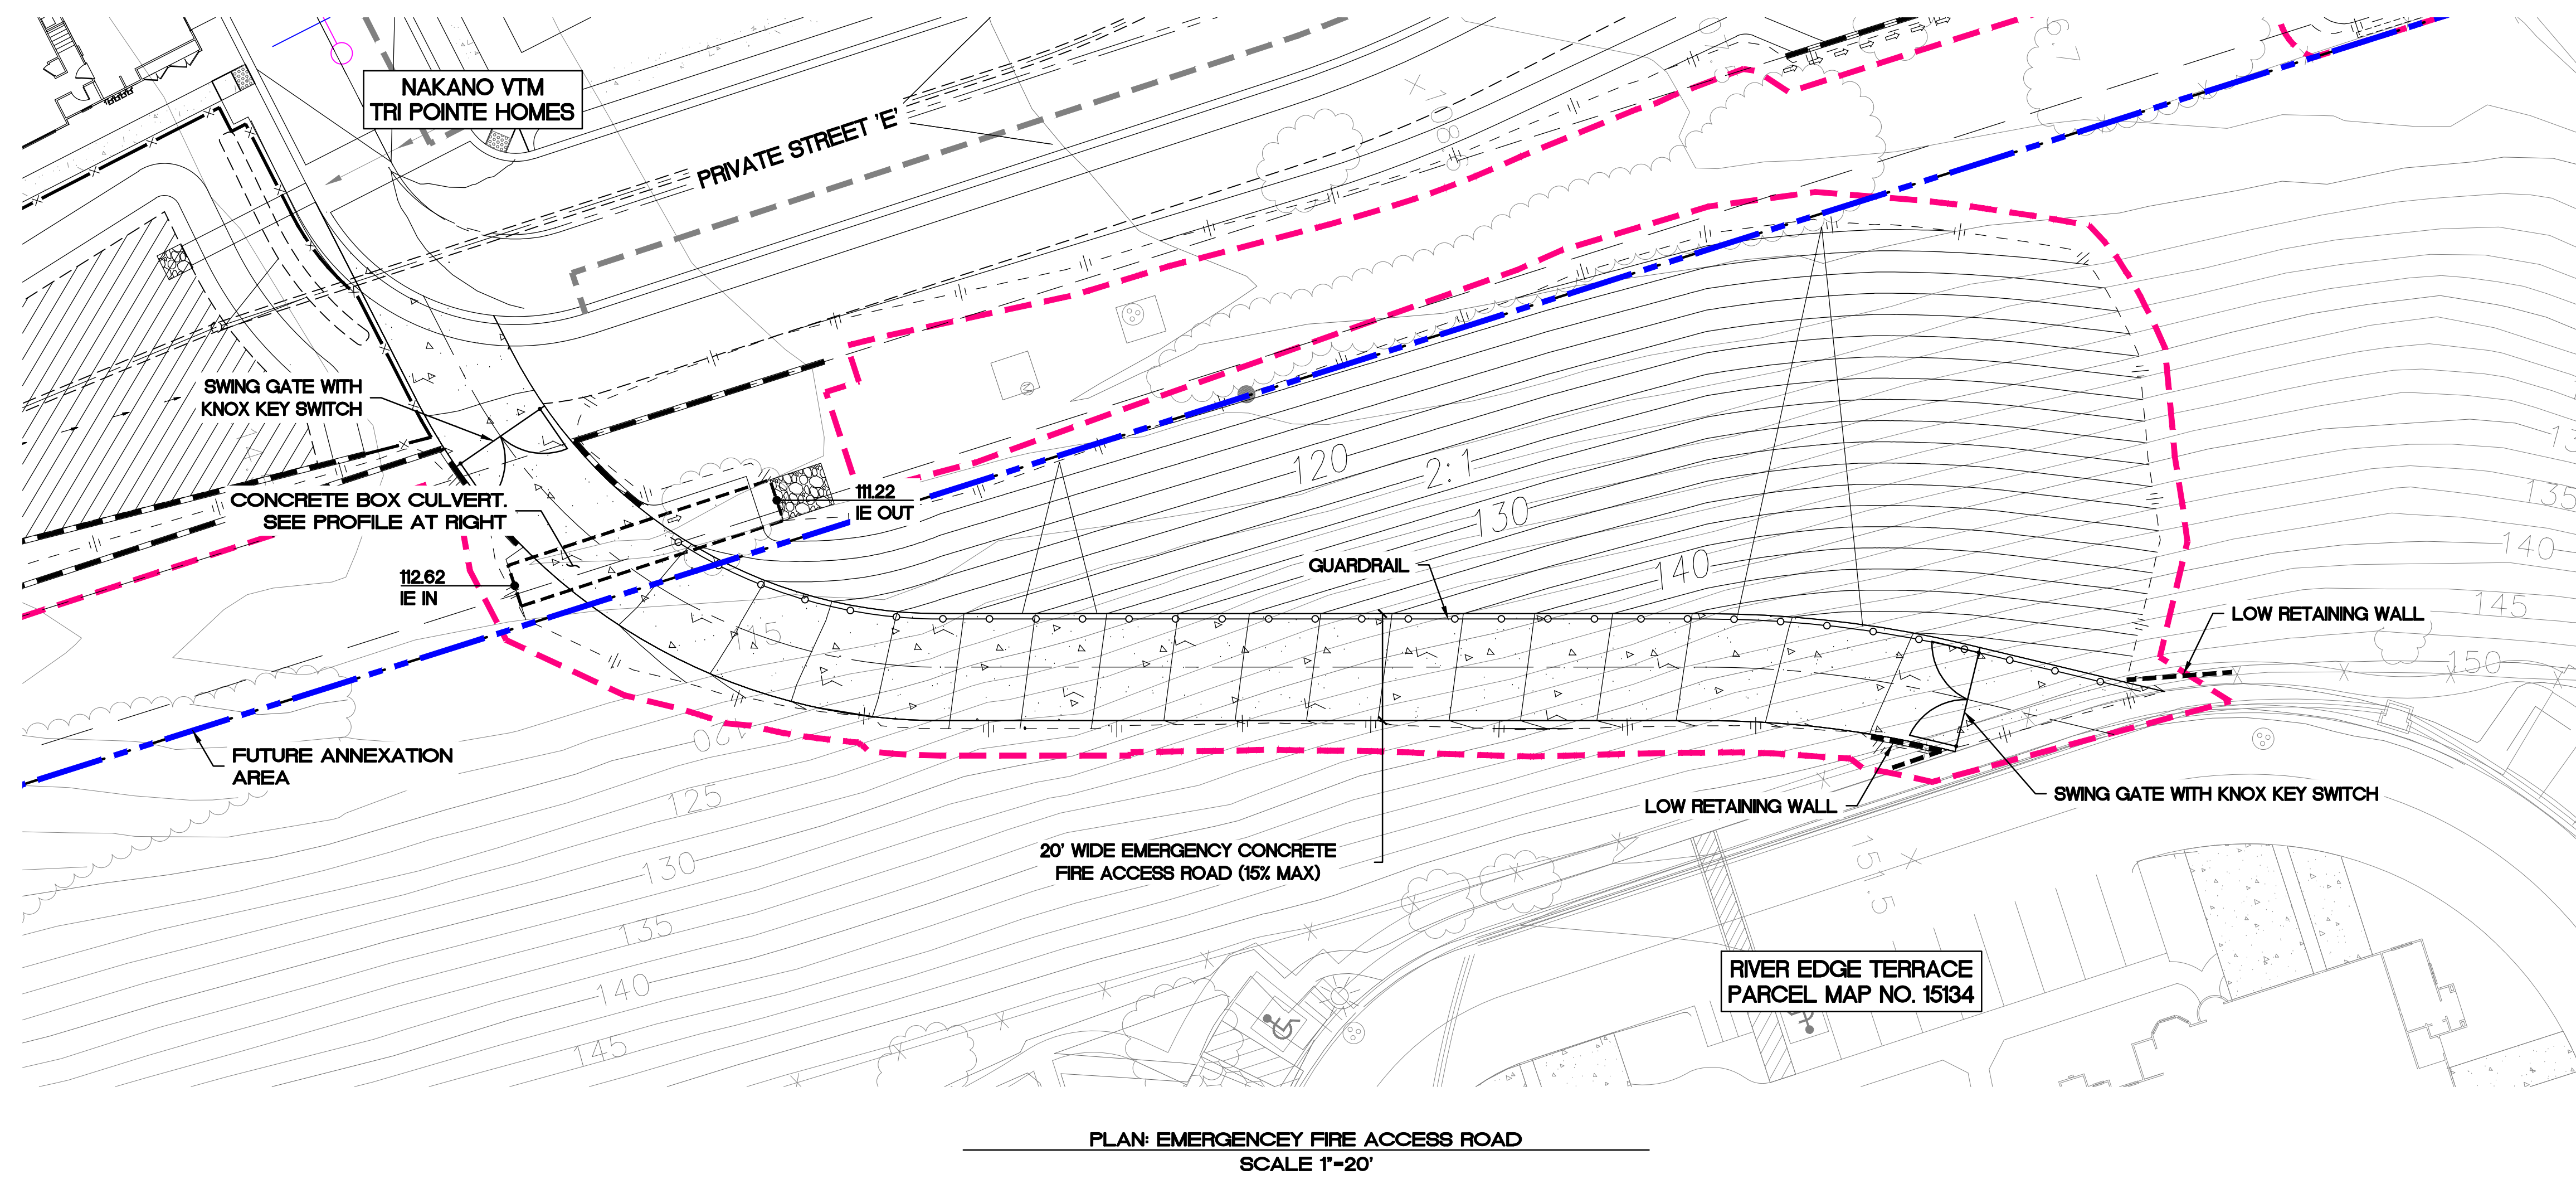 NAKANO VTM
TRI POINTE HOMES
PRIVATE STREET 'E'
108
SWING GATE WITH
KNOX KEY SWITCH
CONCRETE BOX CULVERT.
SEE PROFILE AT RIGHT
111.22
IE OUT
112.62
IE IN
120
2:1
130
140
GUARDRAIL
115
135
140
145
150
LOW RETAINING WALL
FUTURE ANNEXATION
AREA
120
125
130
135
140
145
LOW RETAINING WALL
SWING GATE WITH KNOX KEY SWITCH
20' WIDE EMERGENCY CONCRETE
FIRE ACCESS ROAD (15% MAX)
151.5
RIVER EDGE TERRACE
PARCEL MAP NO. 15134
PLAN: EMERGENCEY FIRE ACCESS ROAD
SCALE 1"=20'